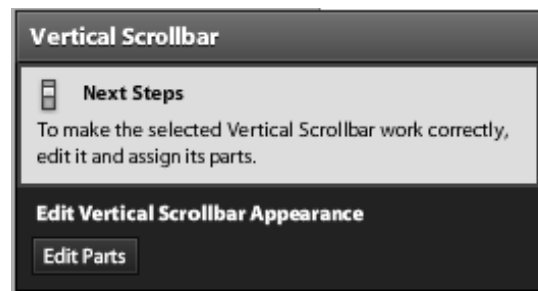 Vertical Scrollbar
Next Steps
To make the selected Vertical Scrollbar work correctly,
edit it and assign its parts.
Edit Vertical Scrollbar Appearance
Edit Parts